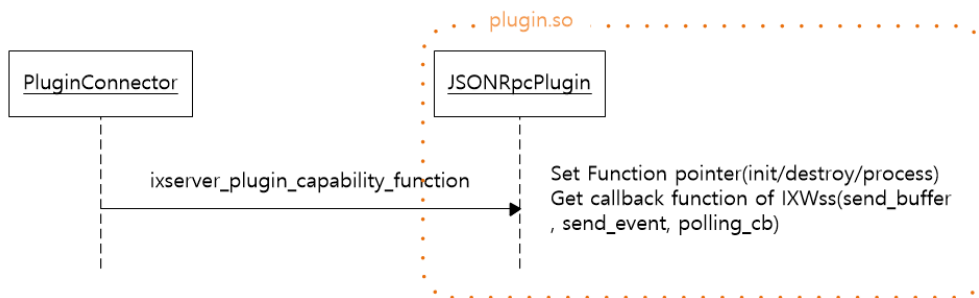 plugin.so
PluginConnector
JSONRpcPlugin
ixserver_plugin_capability_function
Set Function pointer(init/destroy/process)
Get callback function of IXWss(send_buffer
, send_event, polling_cb)